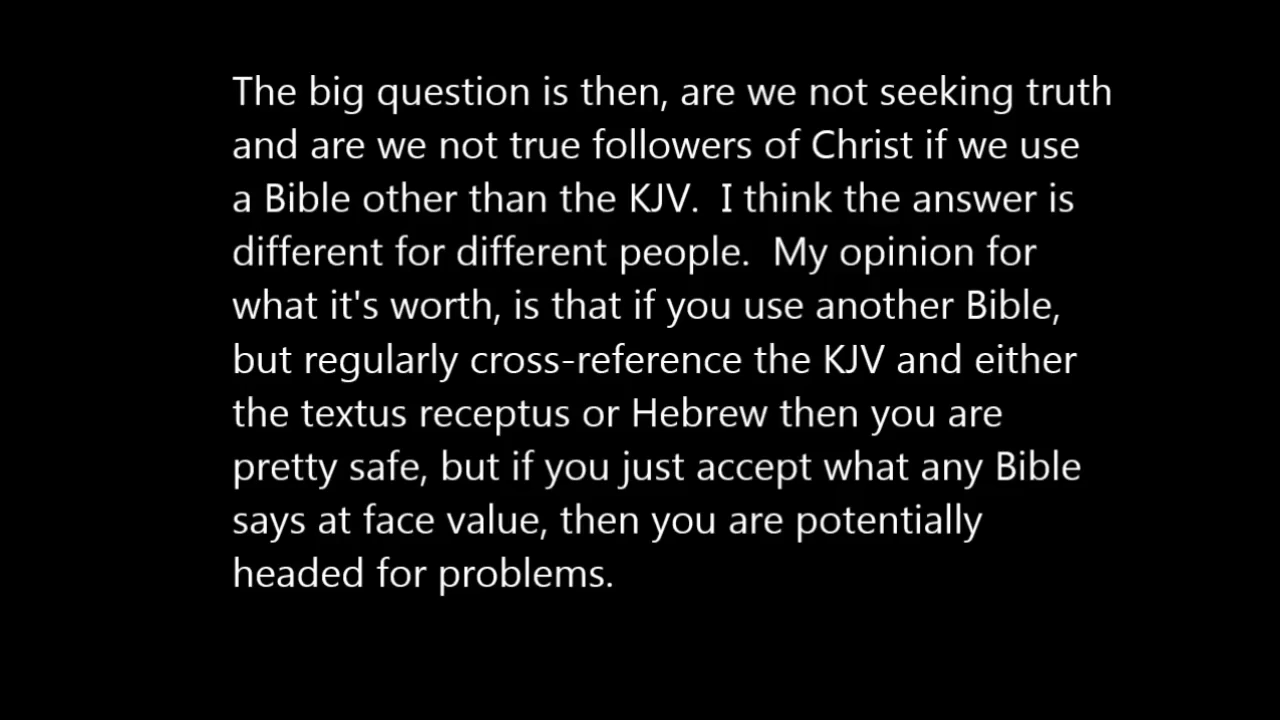 The big question is then, are we not seeking truth
and are we not true followers of Christ if we use
a Bible other than the KJV.  I think the answer is
different for different people.  My opinion for
what it's worth, is that if you use another Bible,
but regularly cross-reference the KJV and either
the textus receptus or Hebrew then you are
pretty safe, but if you just accept what any Bible
says at face value, then you are potentially
headed for problems.